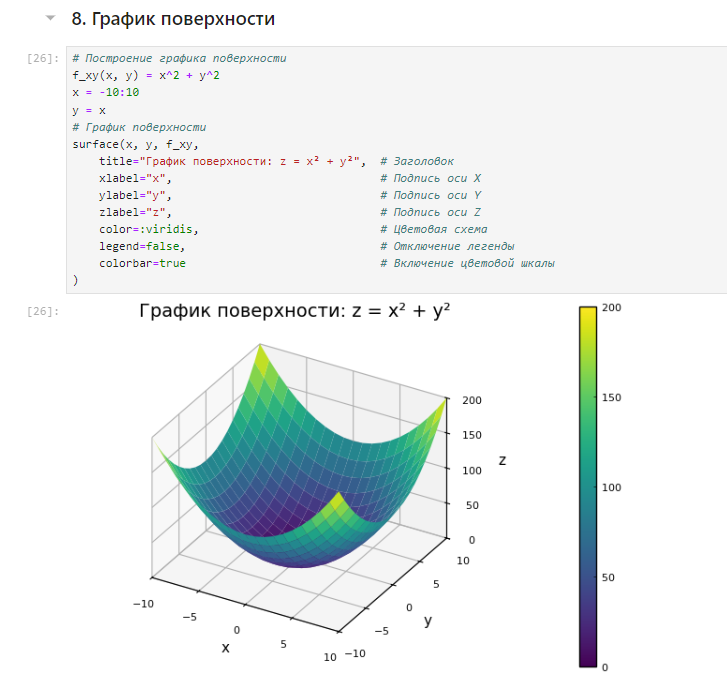 8. График поверхности
[26]:
# Построение графика поверхности
f_xy(x, y) = x^2 + y^2
x = -10:10
y = x
# График поверхности
surface(x, y, f_xy,
    title="График поверхности: z = x² + y²",  # Заголовок
    xlabel="x",                               # Подпись оси X
    ylabel="y",                               # Подпись оси Y
    zlabel="z",                               # Подпись оси Z
    color=:viridis,                           # Цветовая схема
    legend=false,                             # Отключение легенды
    colorbar=true                             # Включение цветовой шкалы
)
[26]:
График поверхности: z = x² + y²
200
150
100
50
0
z
10
5
0
−5
−10
y
−10
−5
0
5
10
x
200
150
100
50
0